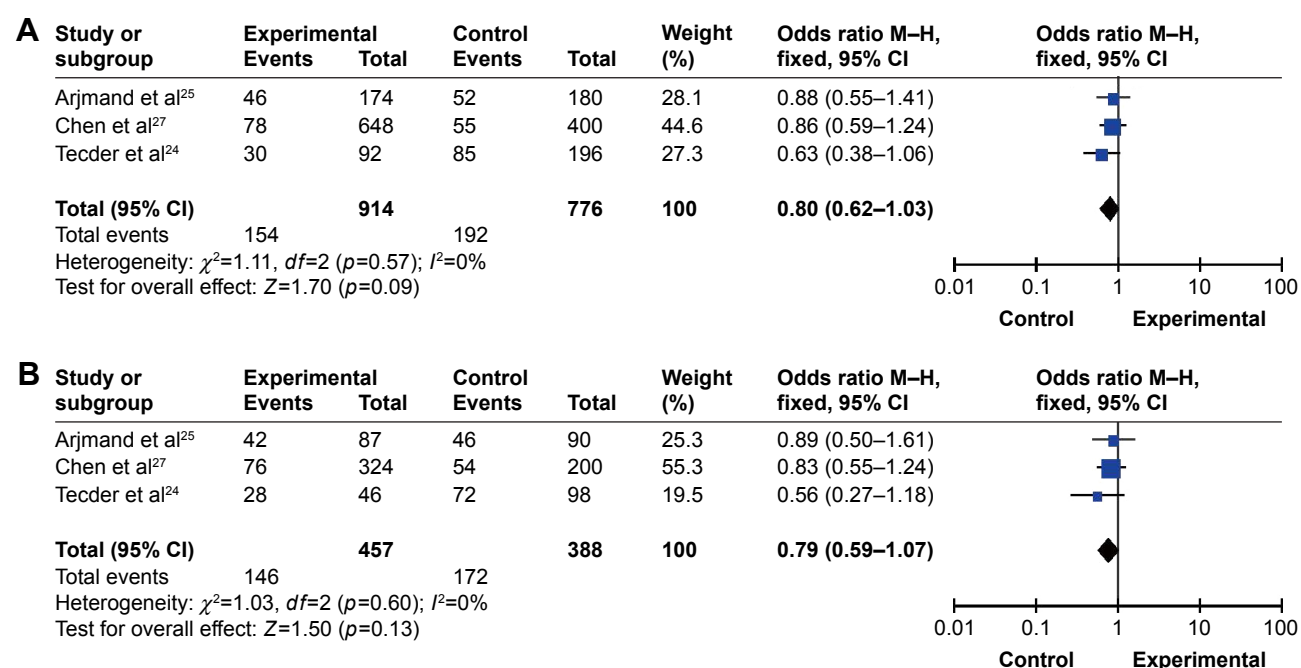 A Study or subgroup Experimental Events Total Control Events Total Weight (%) Odds ratio M–H, fixed, 95% CI Odds ratio M–H, fixed, 95% CI
Arjmand et al25 46 174 52 180 28.1 0.88 (0.55–1.41)
Chen et al27 78 648 55 400 44.6 0.86 (0.59–1.24)
Tecder et al24 30 92 85 196 27.3 0.63 (0.38–1.06)
Total (95% CI) 914 776 100 0.80 (0.62–1.03)
Total events 154 192
Heterogeneity: χ2=1.11, df=2 (p=0.57); I2=0%
Test for overall effect: Z=1.70 (p=0.09)
0.01 0.1 1 10 100
Control Experimental
B Study or subgroup Experimental Events Total Control Events Total Weight (%) Odds ratio M–H, fixed, 95% CI Odds ratio M–H, fixed, 95% CI
Arjmand et al25 42 87 46 90 25.3 0.89 (0.50–1.61)
Chen et al27 76 324 54 200 55.3 0.83 (0.55–1.24)
Tecder et al24 28 46 72 98 19.5 0.56 (0.27–1.18)
Total (95% CI) 457 388 100 0.79 (0.59–1.07)
Total events 146 172
Heterogeneity: χ2=1.03, df=2 (p=0.60); I2=0%
Test for overall effect: Z=1.50 (p=0.13)
0.01 0.1 1 10 100
Control Experimental